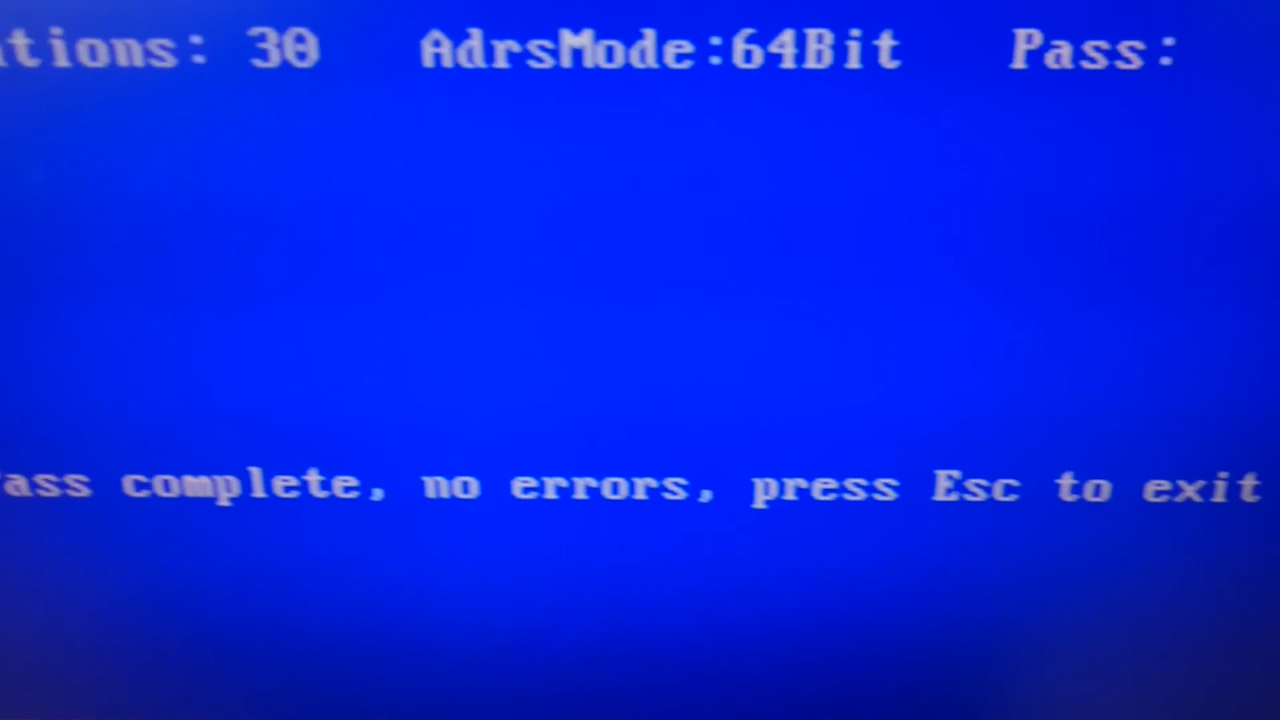 tions: 30 AdrsMode:64Bit Pass:
ass complete, no errors, press Esc to exit